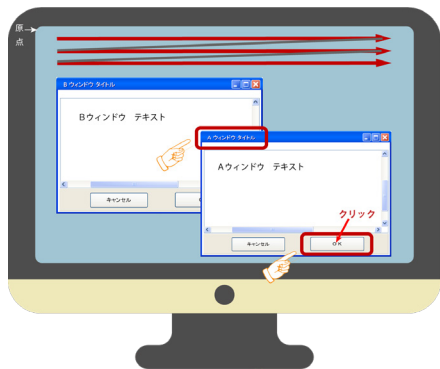 原
点
B ウィンドウ タイトル
Bウィンドウ　テキスト
A ウィンドウ タイトル
Aウィンドウ　テキスト
クリック
キャンセル
キャンセル
OK